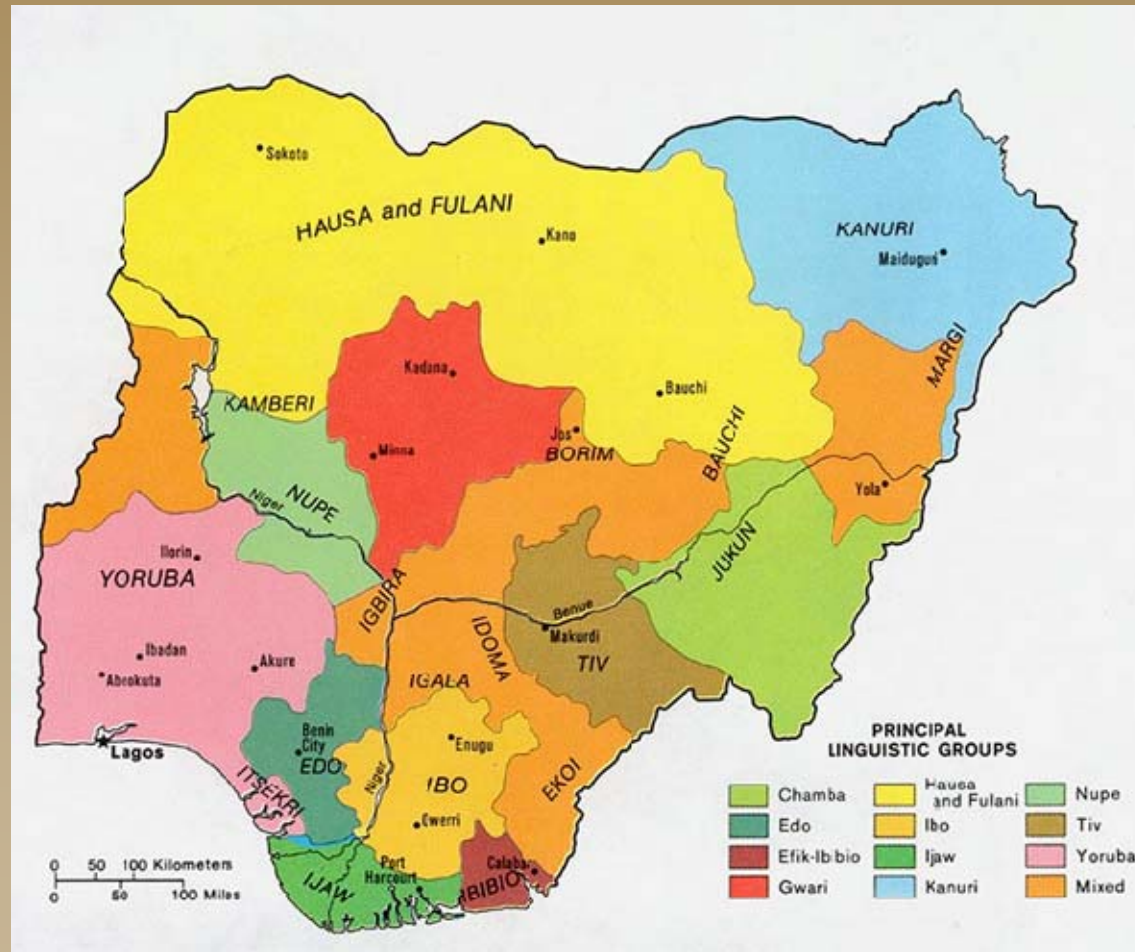 Sokoto
HAUSA and FULANI
Kano
KANURI
Maiduguri
MARGI
Kadana
Bauchi
KAMBERI
Jos
BORIM
BAUCHI
Minna
Yola
NUPE
Niger
Ilorin
YORUBA
JUKUN
IGBIRA
Benue
IDOMA
Makurdi
TIV
Ibadan
Akure
Abeokuta
IGALA
Lagos
Benin
City
EDO
Enugu
Niger
IBO
EKOI
ITSEKRI
Owerri
Port
Harcourt
Calabar
IJAW
IBIBIO
0 50 100 Kilometers
0 50 100 Miles
PRINCIPAL
LINGUISTIC GROUPS
Chamba
Edo
Efik-Ibibio
Gwari
Hausa
and Fulani
Ibo
Ijaw
Kanuri
Nupe
Tiv
Yoruba
Mixed